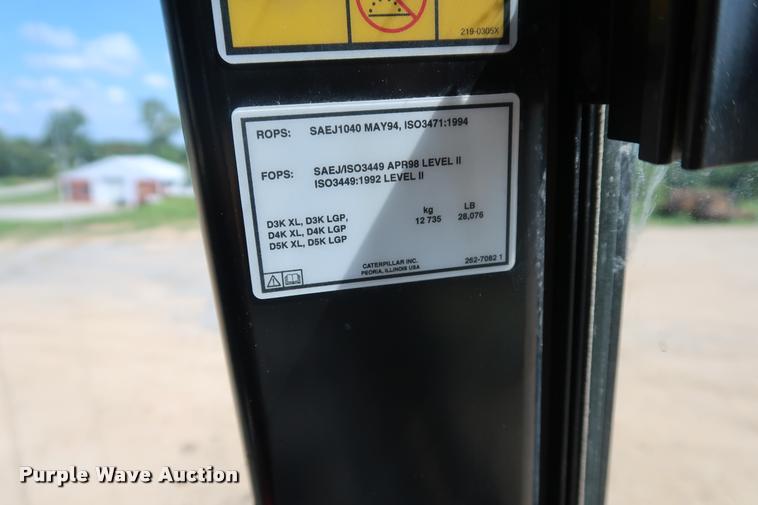 219-0305X
ROPS: SAEJ1040 MAY94, ISO3471:1994
FOPS: SAEJ/ISO3449 APR98 LEVEL II
ISO3449:1992 LEVEL II
kg LB
D3K XL, D3K LGP, 12 735 28,076
D4K XL, D4K LGP
D5K XL, D5K LGP
CATERPILLAR INC. 262-7082 1
PEORIA, ILLINOIS USA
Purple Wave Auction